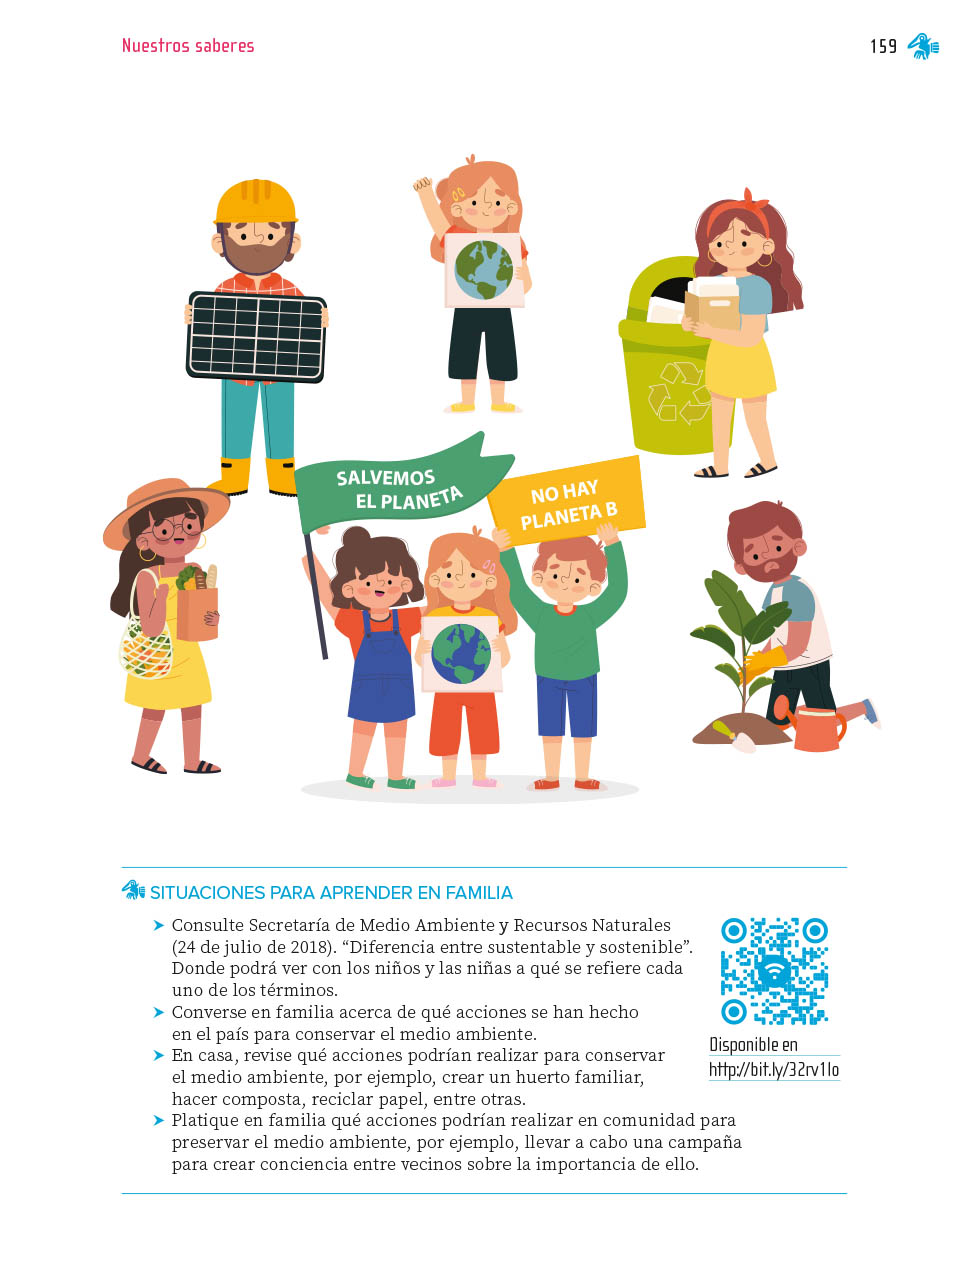 Nuestros saberes
159
SALVEMOS
EL PLANETA
NO HAY
PLANETA B
SITUACIONES PARA APRENDER EN FAMILIA
➤ Consulte Secretaría de Medio Ambiente y Recursos Naturales
(24 de julio de 2018). “Diferencia entre sustentable y sostenible”.
Donde podrá ver con los niños y las niñas a qué se refiere cada
uno de los términos.
➤ Converse en familia acerca de qué acciones se han hecho
en el país para conservar el medio ambiente.
➤ En casa, revise qué acciones podrían realizar para conservar
el medio ambiente, por ejemplo, crear un huerto familiar,
hacer composta, reciclar papel, entre otras.
➤ Platique en familia qué acciones podrían realizar en comunidad para
preservar el medio ambiente, por ejemplo, llevar a cabo una campaña
para crear conciencia entre vecinos sobre la importancia de ello.
Disponible en
http://bit.ly/32rv1Io